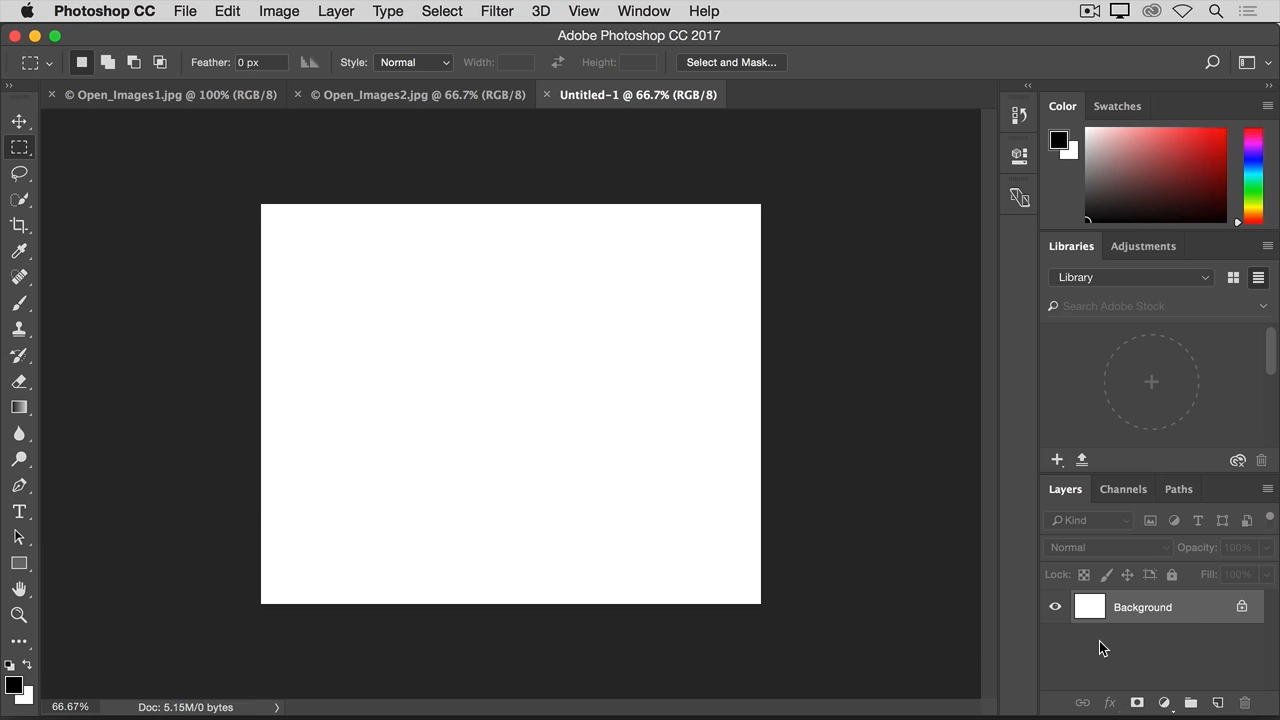 Photoshop CC File Edit Image Layer Type Select Filter 3D View Window Help
Adobe Photoshop CC 2017
Feather: 0 px Style: Normal Width: Height: Select and Mask...
© Open_Images1.jpg @ 100% (RGB/8) © Open_Images2.jpg @ 66.7% (RGB/8) Untitled-1 @ 66.7% (RGB/8)
Color Swatches
Libraries Adjustments
Library
Search Adobe Stock
Layers Channels Paths
Kind
Normal Opacity: 100%
Lock: Fill: 100%
Background
66.67% Doc: 5.15M/0 bytes